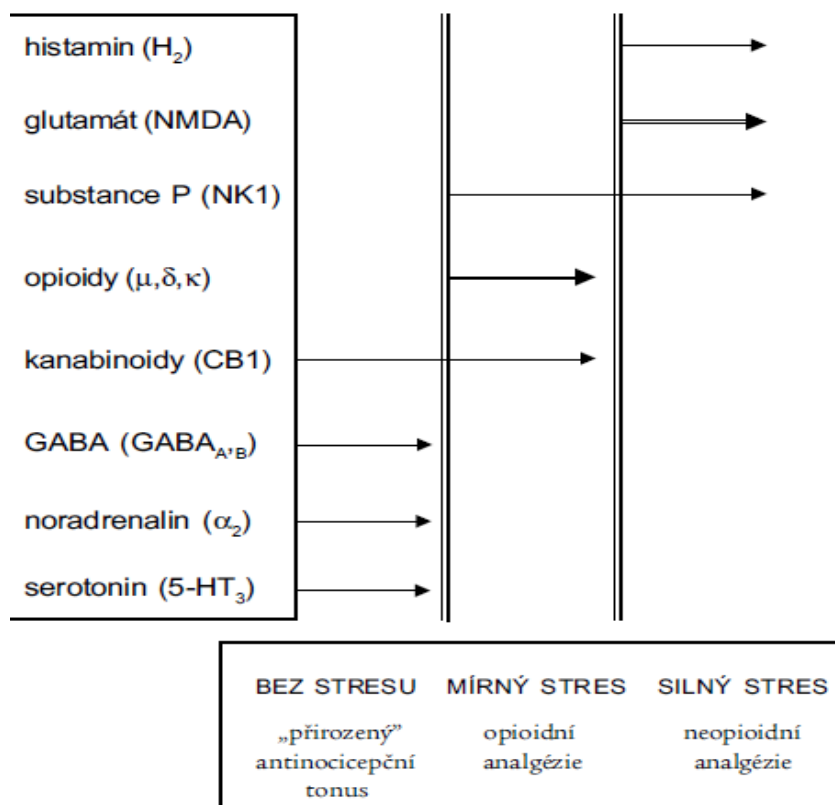 histamin (H₂)
glutamát (NMDA)
substance P (NK1)
opioidy (μ,δ,κ)
kanabinoidy (CB1)
GABA (GABA_A,B)
noradrenalin (α₂)
serotonin (5-HT₃)
BEZ STRESU MÍRNÝ STRES SILNÝ STRES
„přirozený” opioidní neopioidní
antinocicepční analgézie analgézie
tonus